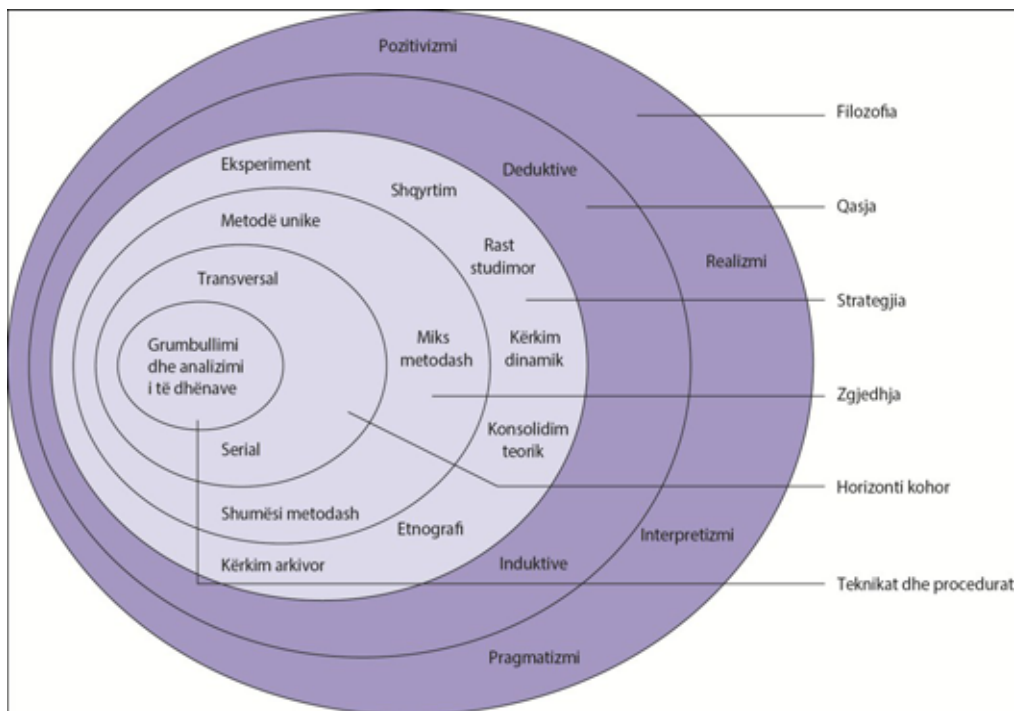 Pozitivizmi
Filozofia
Eksperiment
Deduktive
Shqyrtim
Qasja
Metodë unike
Rast
studimor
Realizmi
Transversal
Strategjia
Grumbullimi
dhe analizimi
i të dhënave
Miks
metodash
Kërkim
dinamik
Zgjedhja
Konsolidim
teorik
Serial
Horizonti kohor
Shumësi metodash
Etnografi
Interpretizmi
Kërkim arkivor
Induktive
Teknikat dhe procedurat
Pragmatizmi